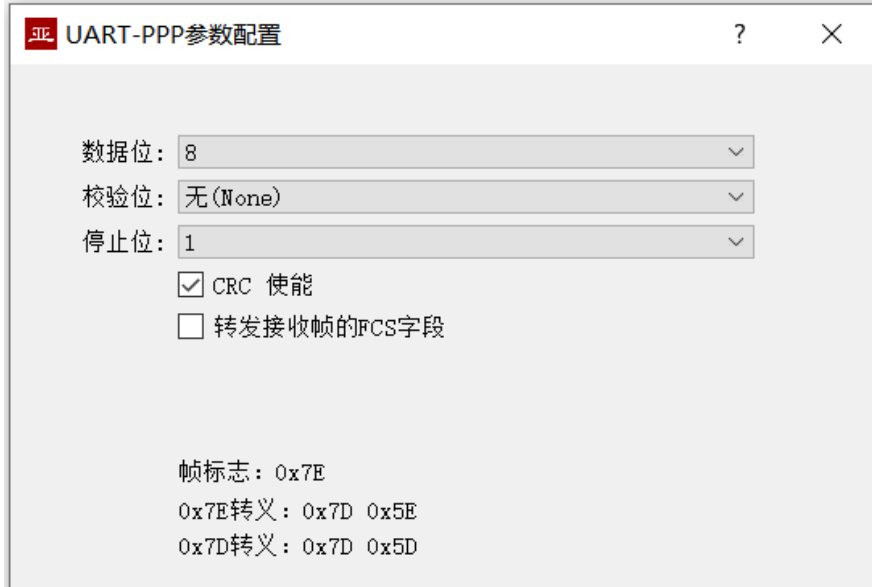 亚 UART-PPP参数配置 ?
数据位: 8
校验位: 无(None)
停止位: 1
CRC 使能
转发接收帧的FCS字段
帧标志: 0x7E
0x7E转义: 0x7D 0x5E
0x7D转义: 0x7D 0x5D